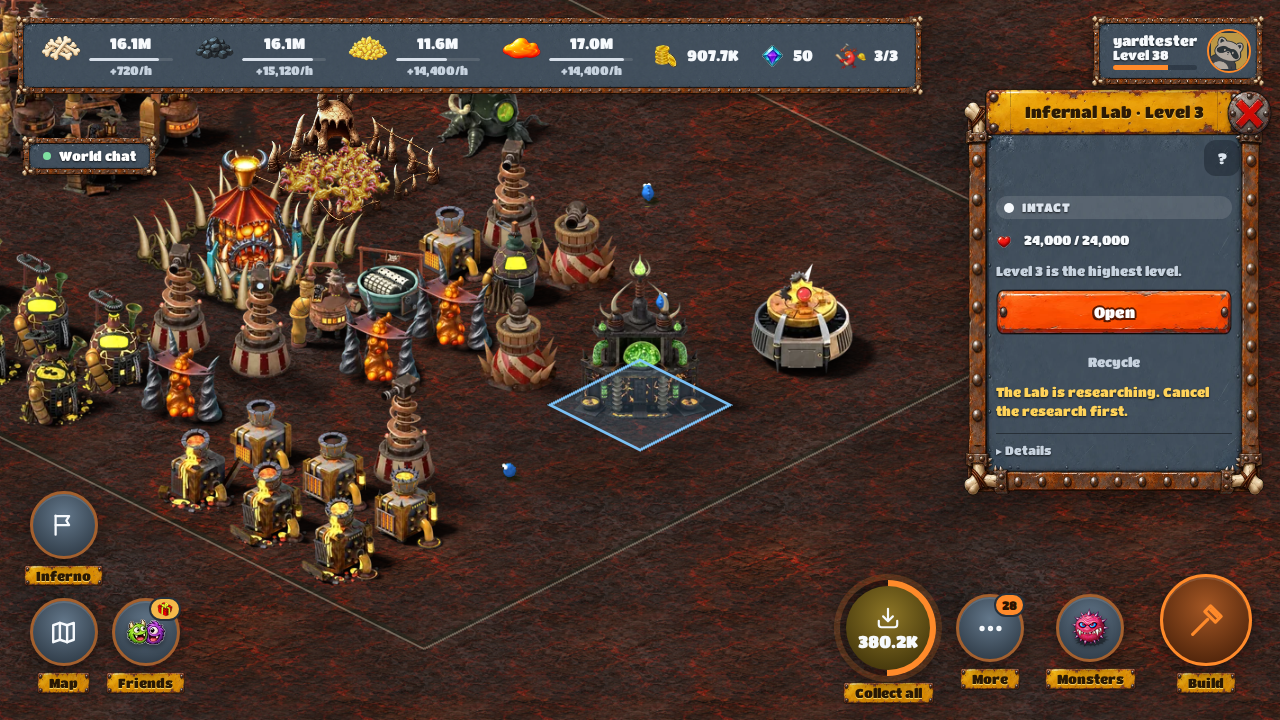 16.1M
+720/h
16.1M
+15,120/h
11.6M
+14,400/h
17.0M
+14,400/h
907.7K
50
3/3
yardtester
Level 38
World chat
Infernal Lab · Level 3
?
INTACT
24,000 / 24,000
Level 3 is the highest level.
Open
Recycle
The Lab is researching. Cancel
the research first.
▸ Details
Inferno
Map
Friends
380.2K
Collect all
28
More
Monsters
Build